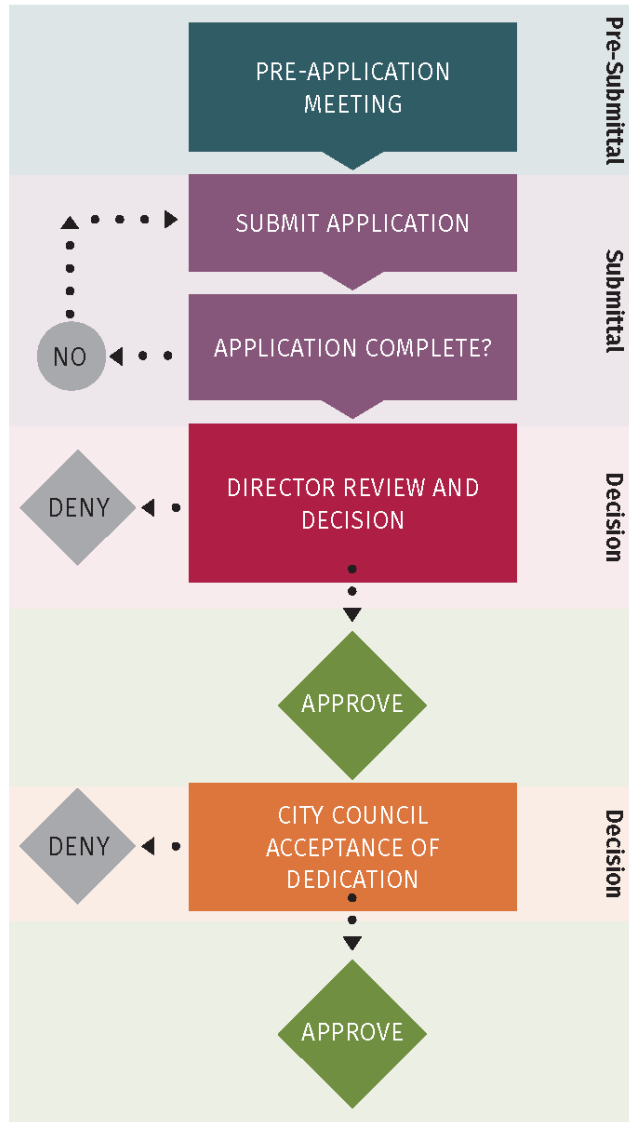 PRE-APPLICATION
MEETING
Pre-Submittal
SUBMIT APPLICATION
Submittal
NO
APPLICATION COMPLETE?
DENY
DIRECTOR REVIEW AND
DECISION
Decision
APPROVE
DENY
CITY COUNCIL
ACCEPTANCE OF
DEDICATION
Decision
APPROVE